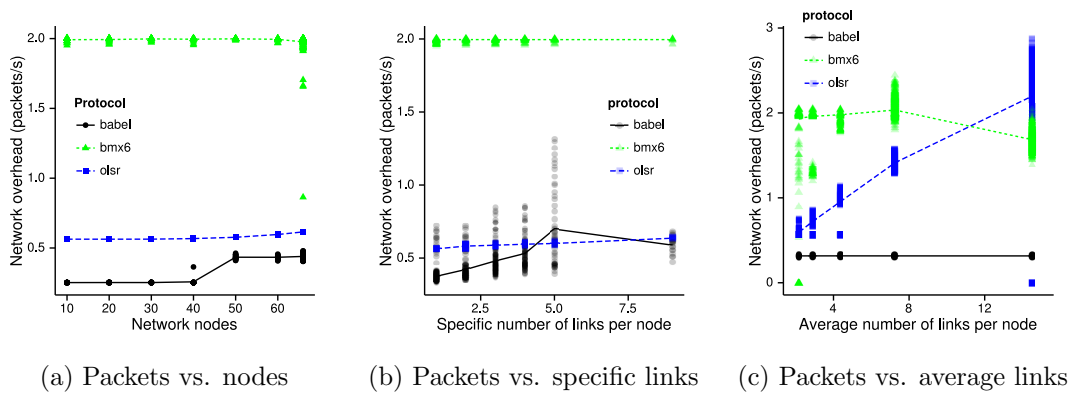 Network overhead (packets/s)
2.0
1.5
1.0
0.5
Protocol
babel
bmx6
olsr
10 20 30 40 50 60
Network nodes
(a) Packets vs. nodes
Network overhead (packets/s)
2.0
1.5
1.0
0.5
protocol
babel
bmx6
olsr
2.5 5.0 7.5
Specific number of links per node
(b) Packets vs. specific links
Network overhead (packets/s)
3
2
1
0
protocol
babel
bmx6
olsr
4 8 12
Average number of links per node
(c) Packets vs. average links